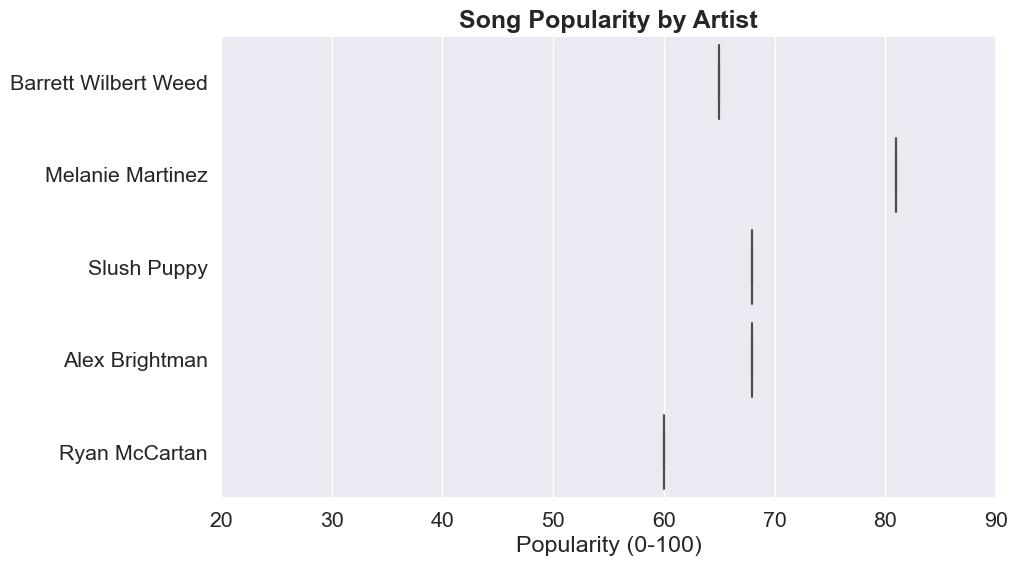 Song Popularity by Artist
Barrett Wilbert Weed
Melanie Martinez
Slush Puppy
Alex Brightman
Ryan McCartan
20 30 40 50 60 70 80 90
Popularity (0-100)